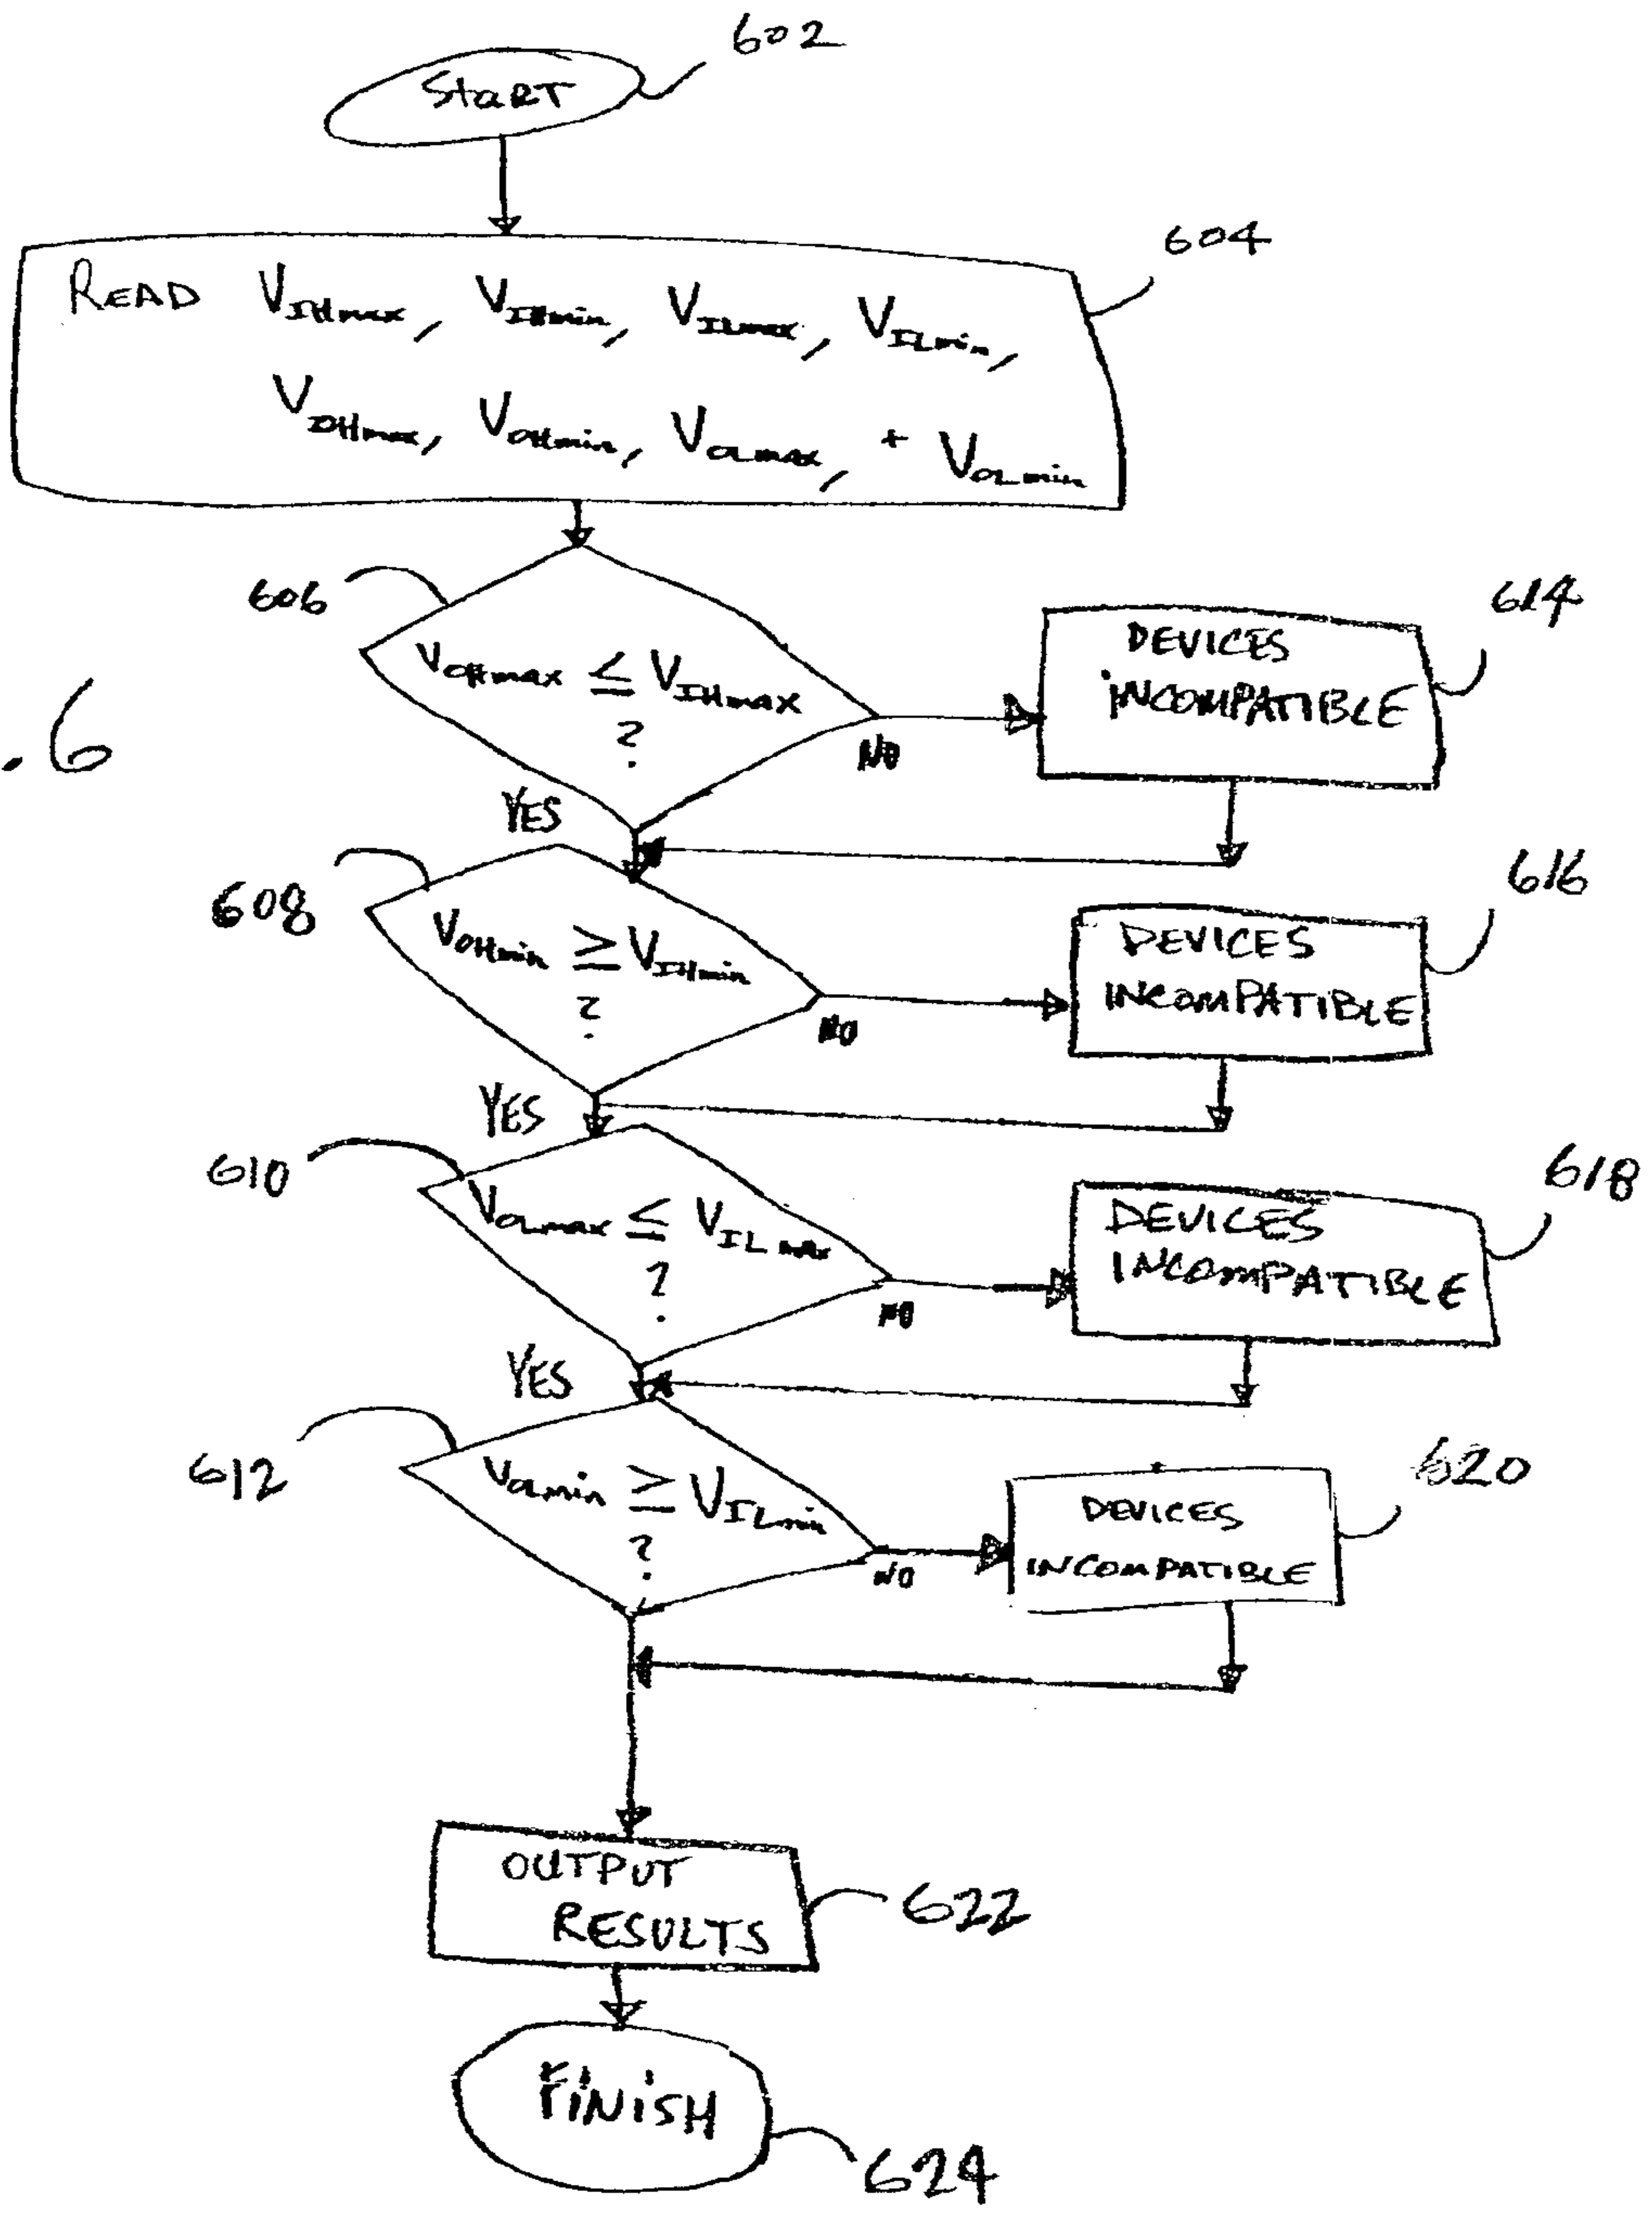 602
START
604
READ VIHmax, VIHmin, VILmax, VILmin,
VOHmax, VOHmin, VOLmax, + VOLmin
606
614
DEVICES
INCOMPATIBLE
VOHmax ≤ VIHmax
?
NO
.6
YES
608
616
DEVICES
INCOMPATIBLE
VOHmin ≥ VIHmin
?
NO
YES
610
618
DEVICES
INCOMPATIBLE
VOLmax ≤ VILmax
?
NO
YES
612
620
DEVICES
INCOMPATIBLE
VOLmin ≥ VILmin
?
NO
OUTPUT
RESULTS
622
FINISH
624